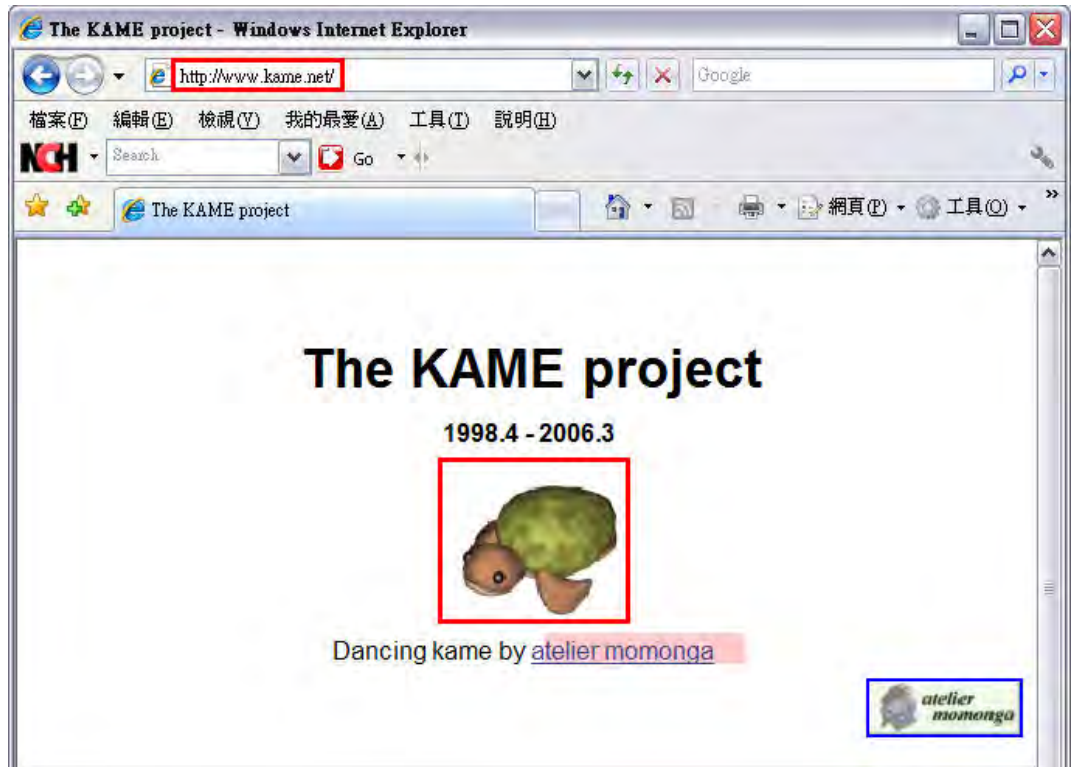 The KAME project - Windows Internet Explorer
http://www.kame.net/
Google
檔案(F) 編輯(E) 檢視(V) 我的最愛(A) 工具(T) 說明(H)
NCH Search Go
The KAME project
網頁(P) 工具(O)
The KAME project
1998.4 - 2006.3
Dancing kame by atelier momonga
atelier
momonga